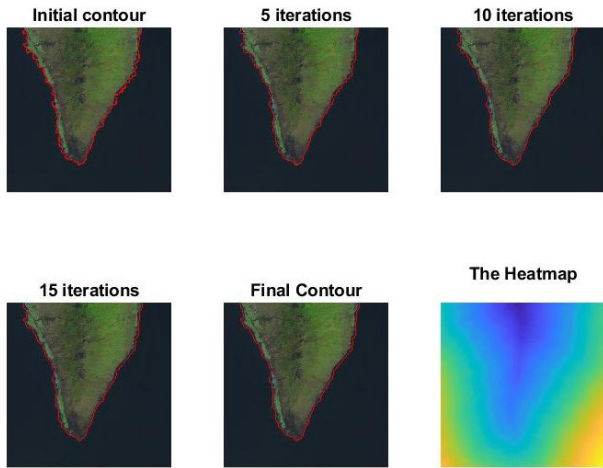 Initial contour
5 iterations
10 iterations
15 iterations
Final Contour
The Heatmap